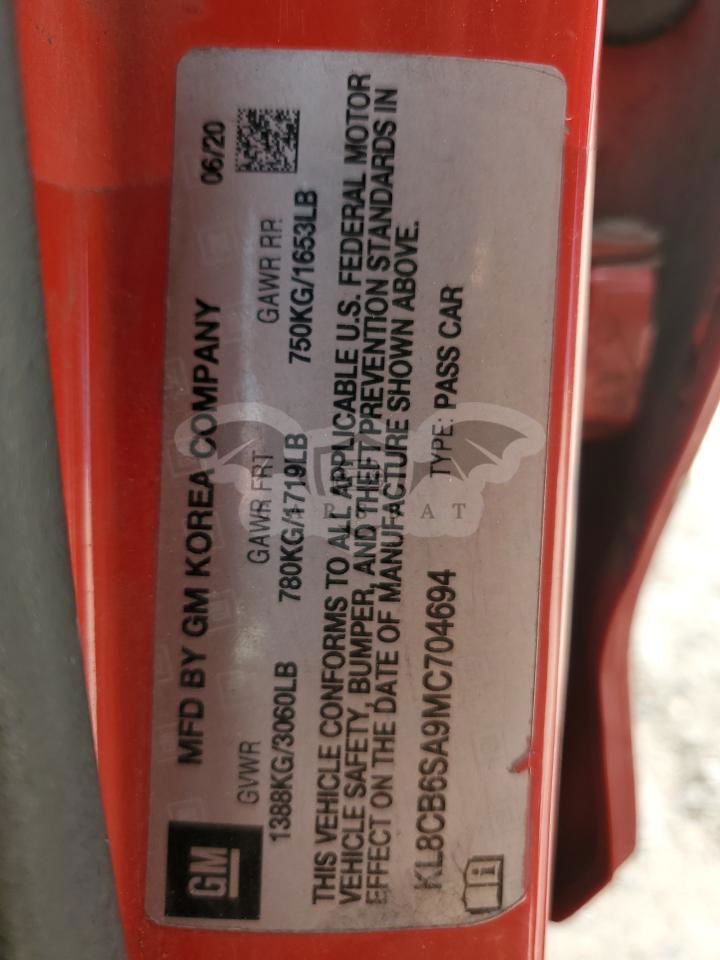 MFD BY GM KOREA COMPANY 06/20
GM
GVWR GAWR FRT GAWR RR
1388KG/3060LB 780KG/1719LB 750KG/1653LB
THIS VEHICLE CONFORMS TO ALL APPLICABLE U.S. FEDERAL MOTOR
VEHICLE SAFETY, BUMPER, AND THEFT PREVENTION STANDARDS IN
EFFECT ON THE DATE OF MANUFACTURE SHOWN ABOVE.
KL8CB6SA9MC704694 TYPE: PASS CAR